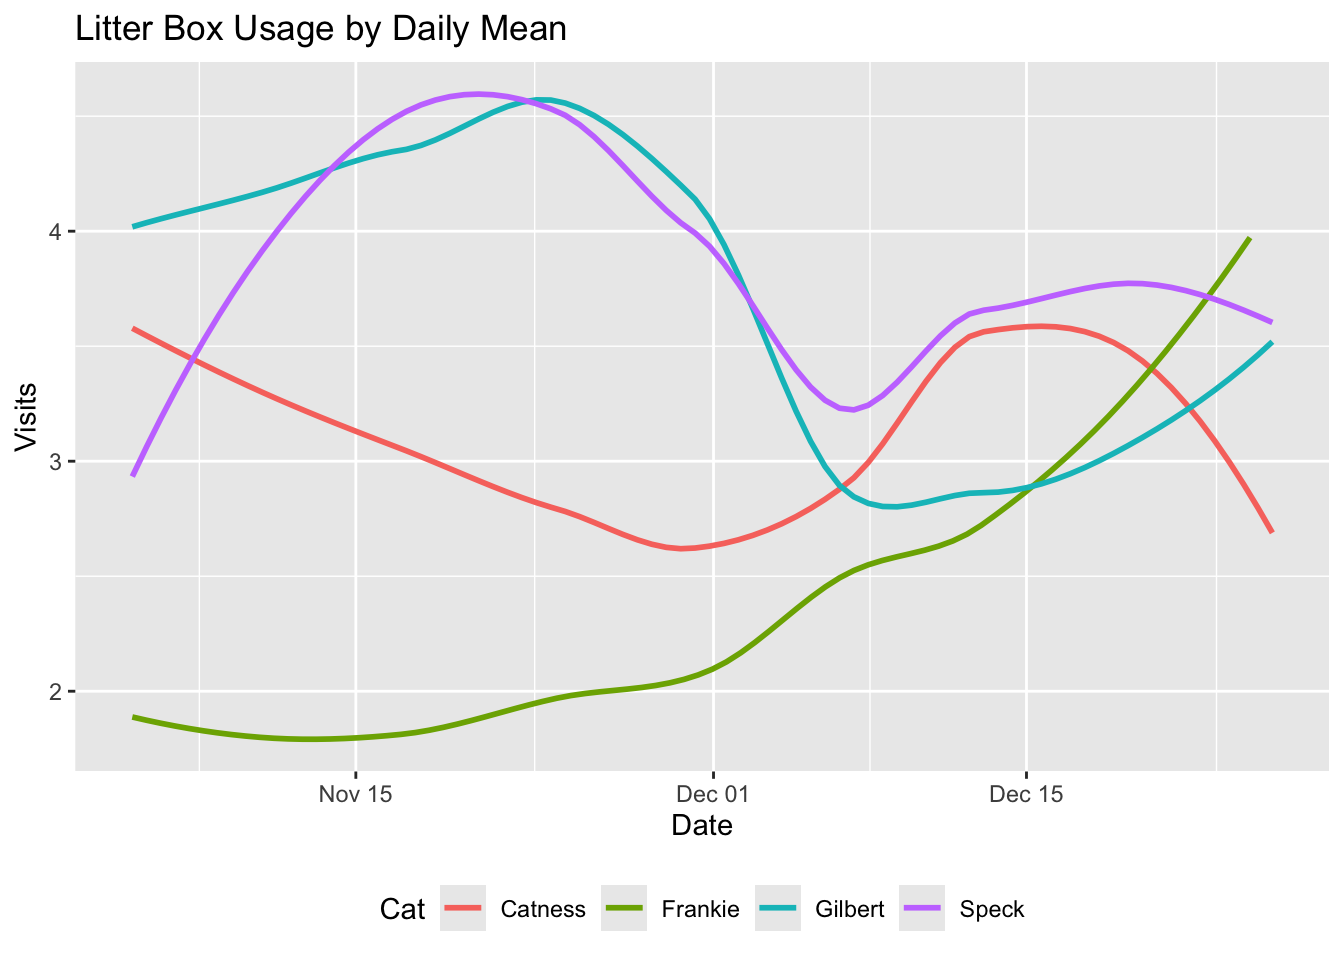 Litter Box Usage by Daily Mean
4
3
2
Visits
Nov 15 Dec 01 Dec 15
Date
Cat Catness Frankie Gilbert Speck